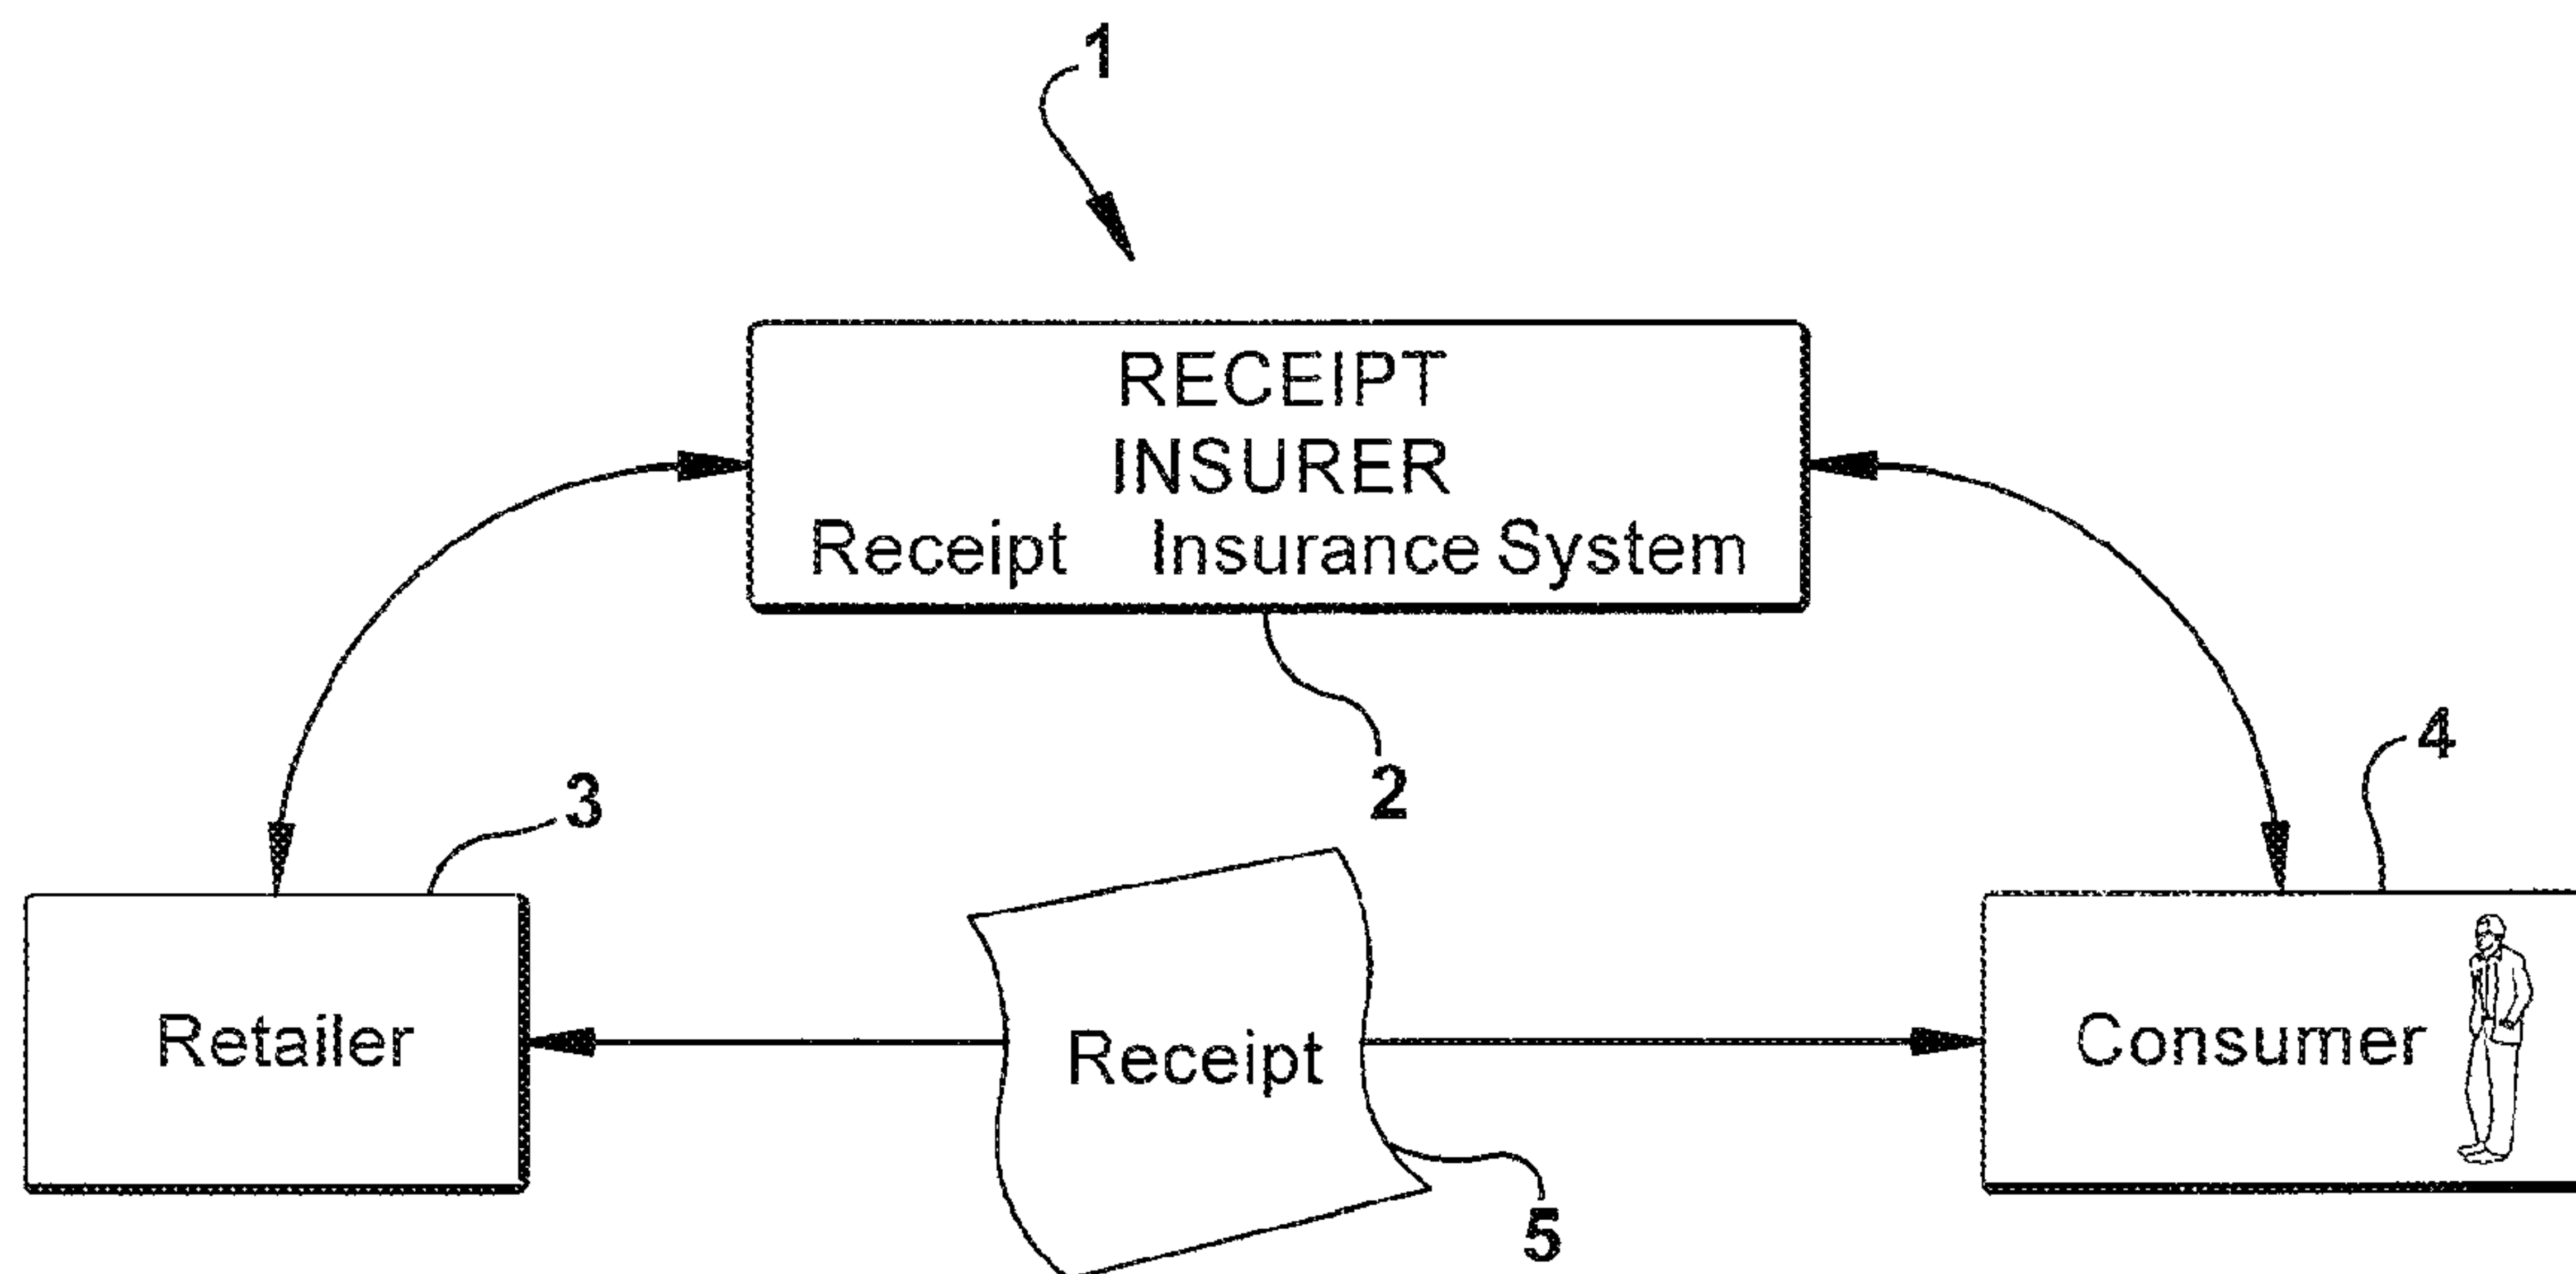 1
RECEIPT
INSURER
Receipt Insurance System
2
3
4
Retailer
Receipt
Consumer
5